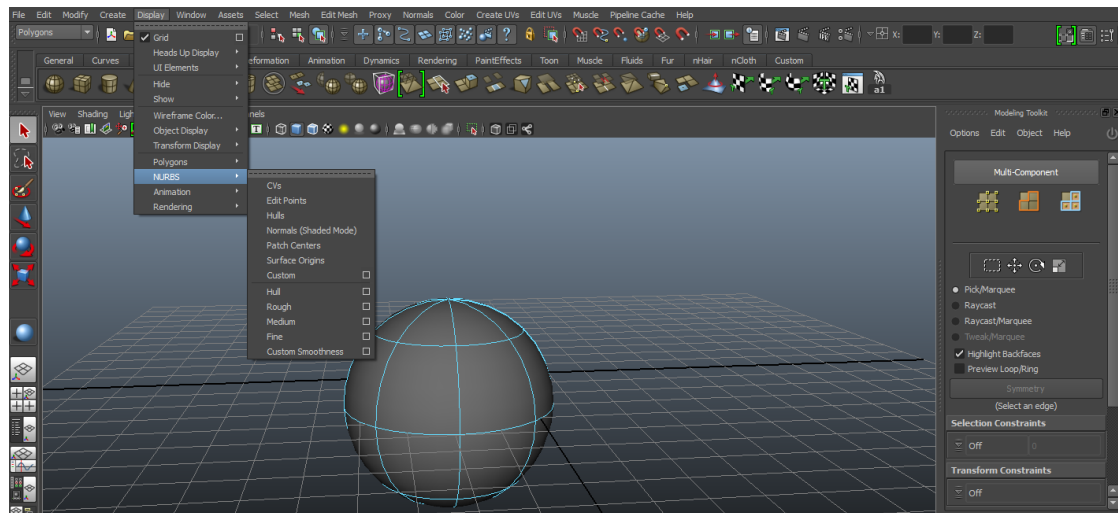 File Edit Modify Create Display Window Assets Select Mesh Edit Mesh Proxy Normals Color Create UVs Edit UVs Muscle Pipeline Cache Help
Polygons
X: Y: Z:
General Curves
eformation Animation Dynamics Rendering PaintEffects Toon Muscle Fluids Fur nHair nCloth Custom
a1
View Shading Ligh
nels
Grid
Heads Up Display
UI Elements
Hide
Show
Wireframe Color...
Object Display
Transform Display
Polygons
NURBS
Animation
Rendering
CVs
Edit Points
Hulls
Normals (Shaded Mode)
Patch Centers
Surface Origins
Custom
Hull
Rough
Medium
Fine
Custom Smoothness
Modeling Toolkit
Options Edit Object Help
Multi-Component
Pick/Marquee
Raycast
Raycast/Marquee
Tweak/Marquee
Highlight Backfaces
Preview Loop/Ring
Symmetry
(Select an edge)
Selection Constraints
Off 0
Transform Constraints
Off